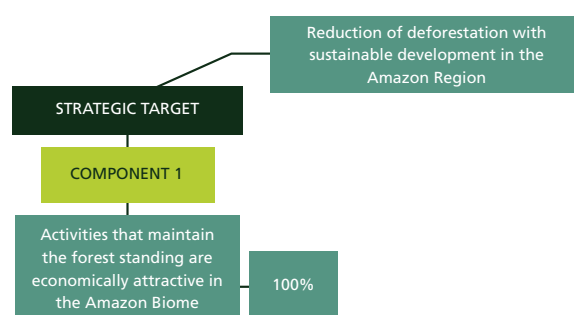 Reduction of deforestation with
sustainable development in the
Amazon Region
STRATEGIC TARGET
COMPONENT 1
Activities that maintain
the forest standing are
economically attractive in
the Amazon Biome
100%